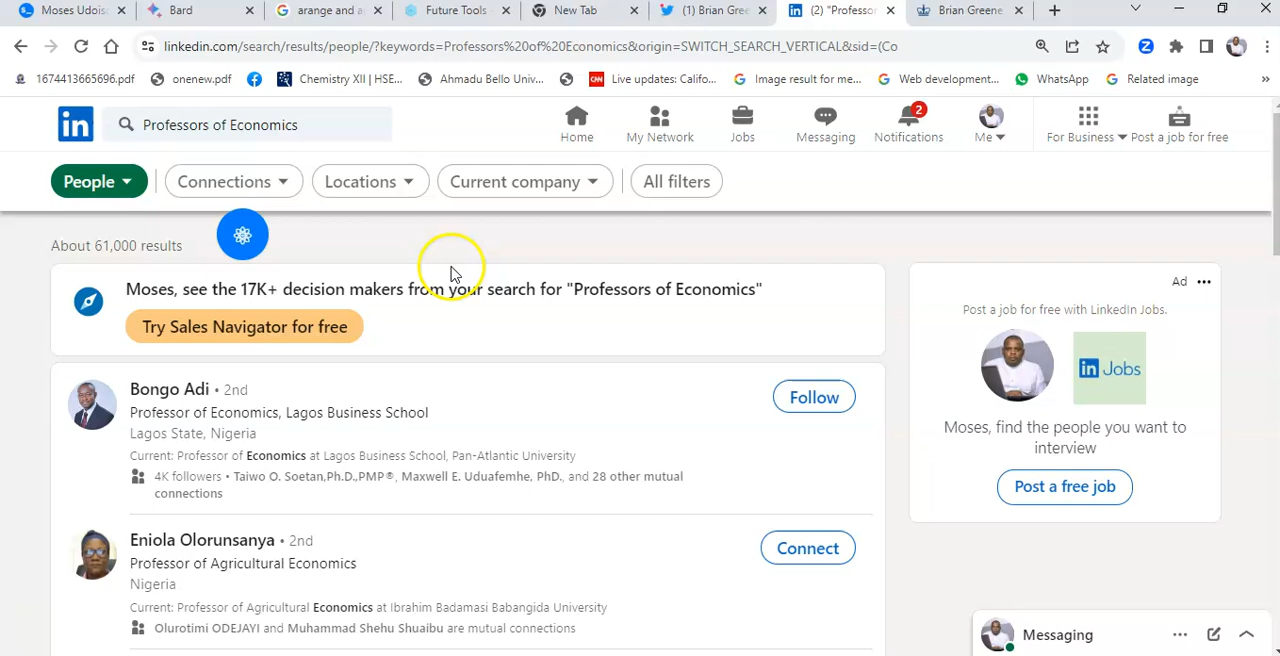 Moses Udois
Bard
arange and a
Future Tools -
New Tab
(1) Brian Gree
(2) "Professor
Brian Greene
linkedin.com/search/results/people/?keywords=Professors%20of%20Economics&origin=SWITCH_SEARCH_VERTICAL&sid=(Co
1674413665696.pdf
onenew.pdf
Chemistry XII | HSE...
Ahmadu Bello Univ...
CNN
Live updates: Califo...
Image result for me...
Web development...
WhatsApp
Related image
»
in
Professors of Economics
Home
My Network
Jobs
Messaging
2
Notifications
Me
For Business
Post a job for free
People
Connections
Locations
Current company
All filters
About 61,000 results
Moses, see the 17K+ decision makers from your search for "Professors of Economics"
Try Sales Navigator for free
Bongo Adi • 2nd
Professor of Economics, Lagos Business School
Lagos State, Nigeria
Current: Professor of Economics at Lagos Business School, Pan-Atlantic University
4K followers • Taiwo O. Soetan,Ph.D.,PMP®, Maxwell E. Uduafemhe, PhD., and 28 other mutual
connections
Follow
Eniola Olorunsanya • 2nd
Professor of Agricultural Economics
Nigeria
Current: Professor of Agricultural Economics at Ibrahim Badamasi Babangida University
Olurotimi ODEJAYI and Muhammad Shehu Shuaibu are mutual connections
Connect
Ad
Post a job for free with LinkedIn Jobs.
in Jobs
Moses, find the people you want to
interview
Post a free job
Messaging